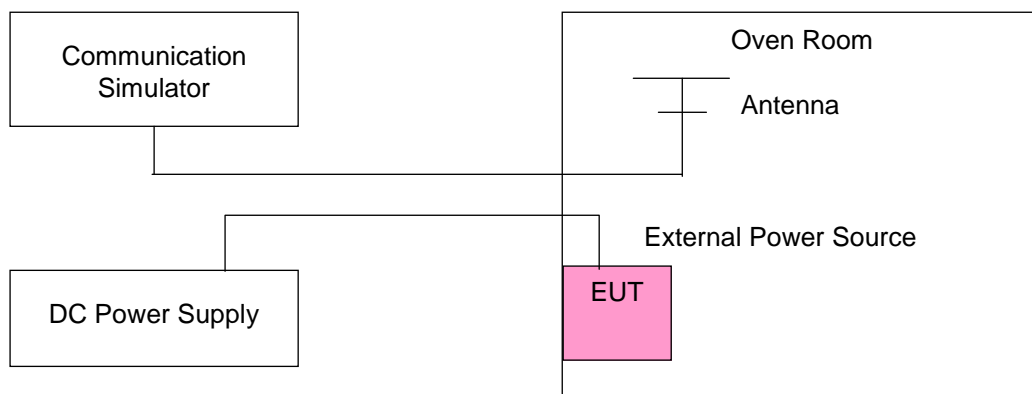 Communication
Simulator
Oven Room
Antenna
External Power Source
DC Power Supply
EUT